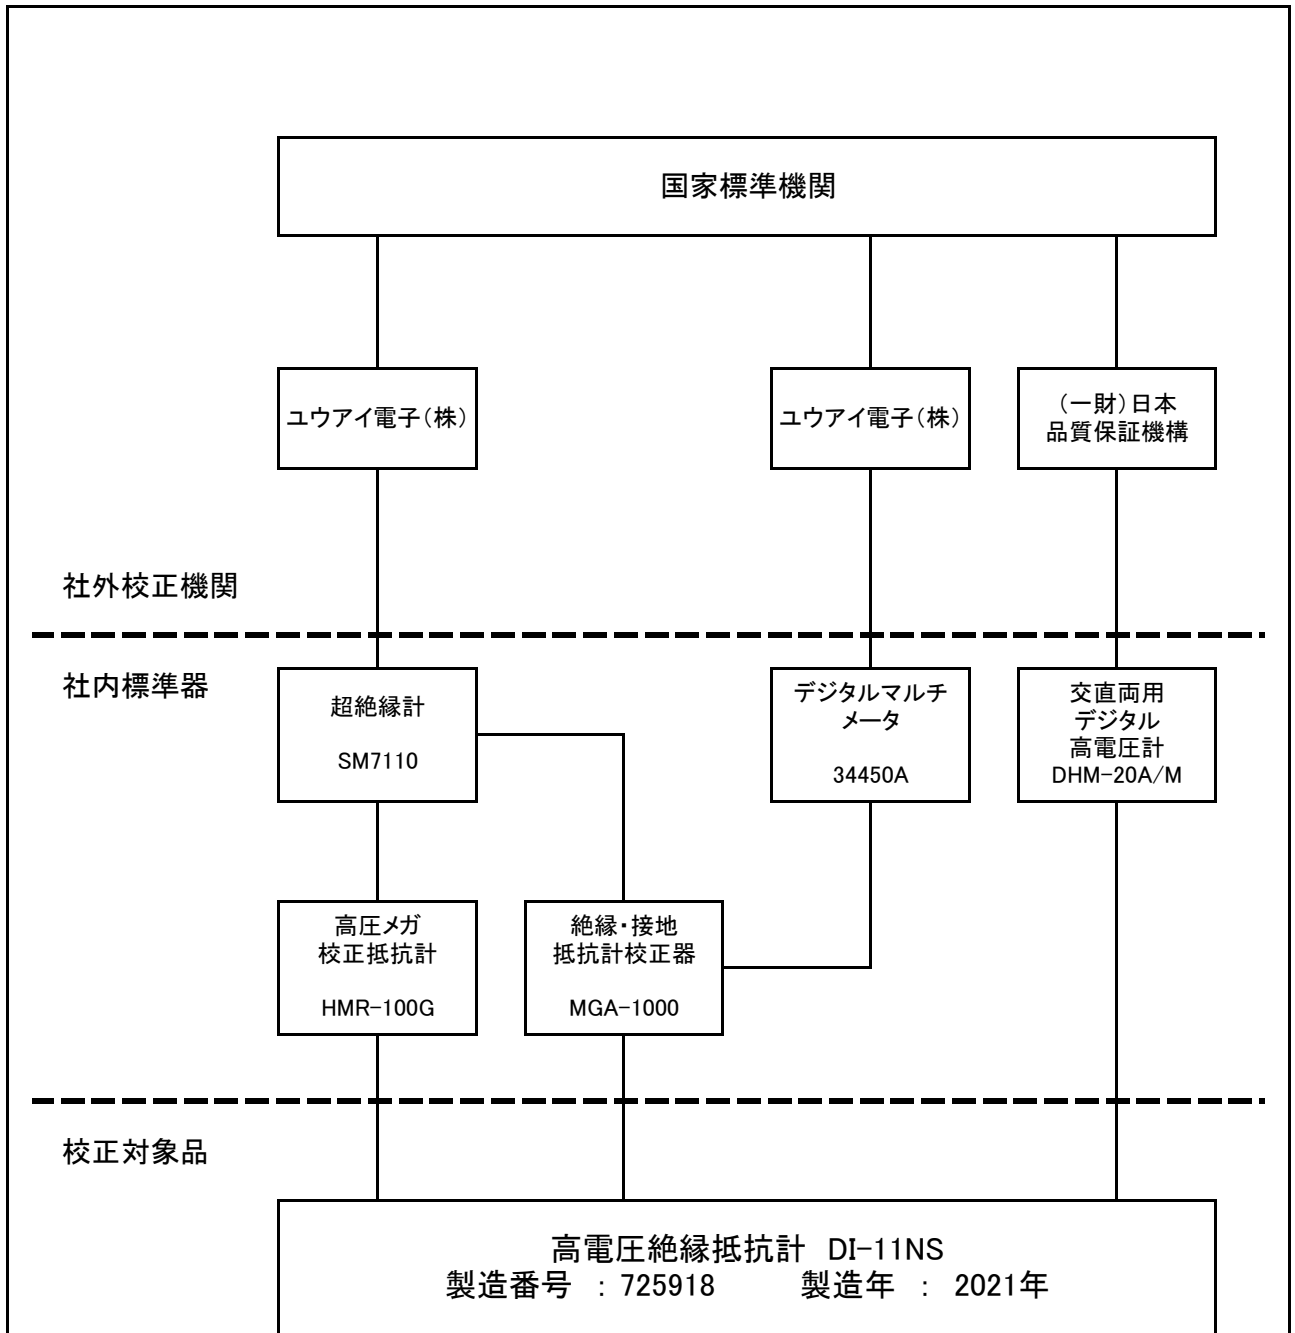 国家標準機関
ユウアイ電子(株)
ユウアイ電子(株)
(一財)日本
品質保証機構
社外校正機関
社内標準器
超絶縁計
SM7110
デジタルマルチ
メータ
34450A
交直両用
デジタル
高電圧計
DHM-20A/M
高圧メガ
校正抵抗計
HMR-100G
絶縁・接地
抵抗計校正器
MGA-1000
校正対象品
高電圧絶縁抵抗計 DI-11NS
製造番号 : 725918 製造年 : 2021年